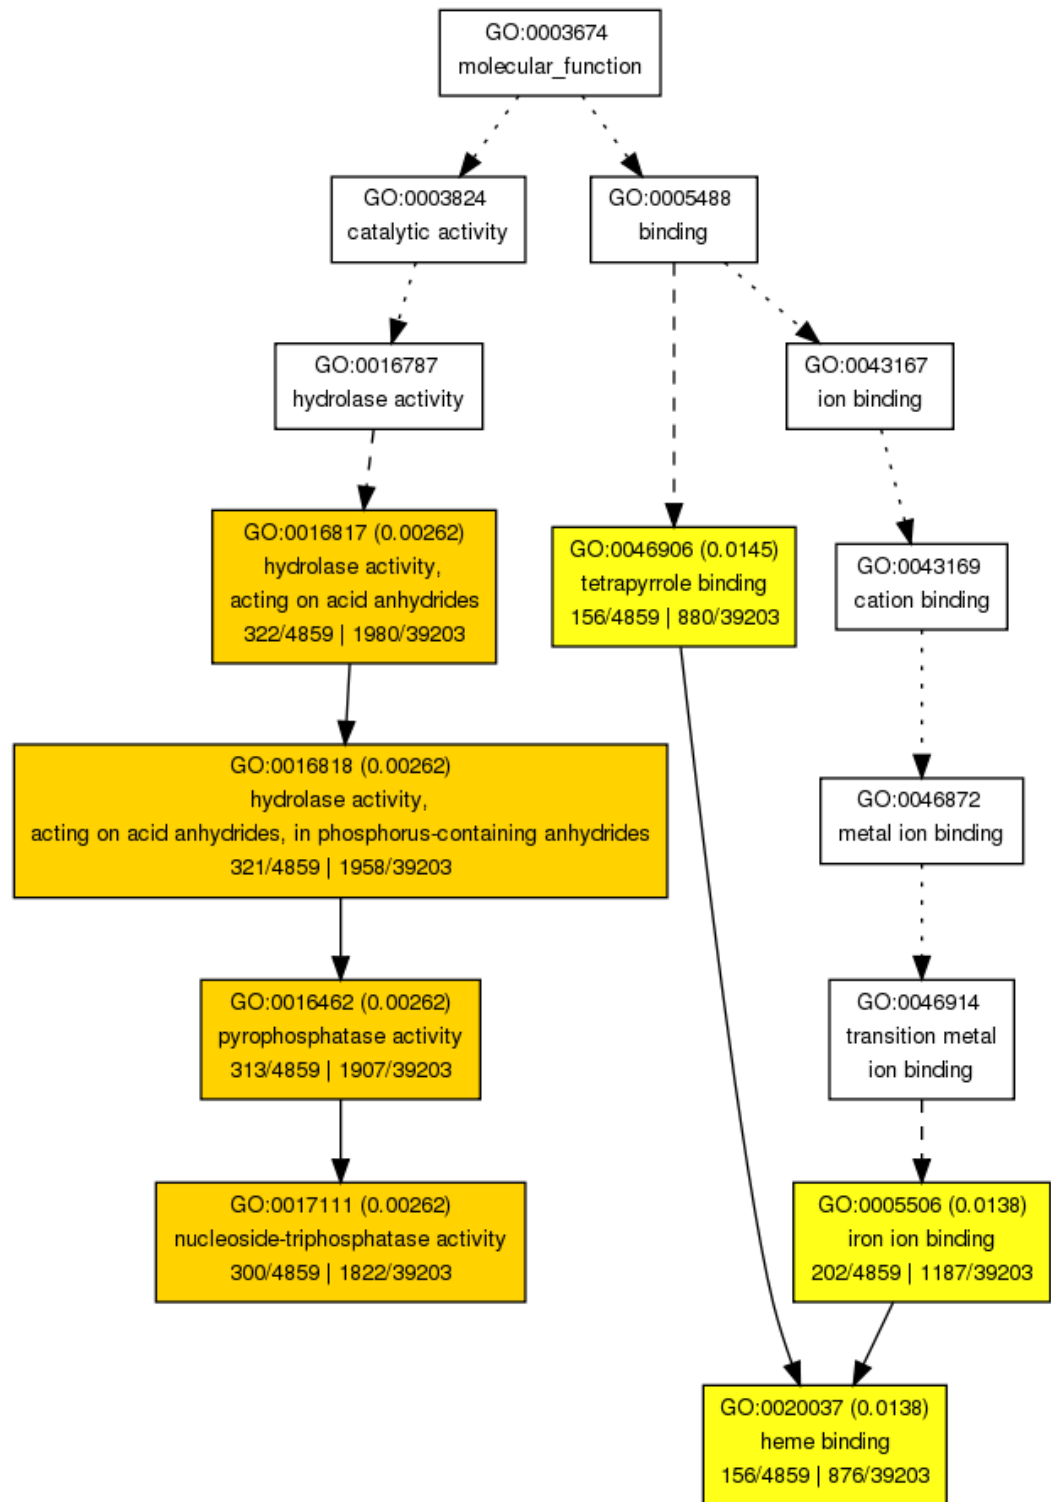 GO:0003674
molecular_function
GO:0003824
catalytic activity
GO:0005488
binding
GO:0016787
hydrolase activity
GO:0043167
ion binding
GO:0016817 (0.00262)
hydrolase activity,
acting on acid anhydrides
322/4859 | 1980/39203
GO:0046906 (0.0145)
tetrapyrrole binding
156/4859 | 880/39203
GO:0043169
cation binding
GO:0016818 (0.00262)
hydrolase activity,
acting on acid anhydrides, in phosphorus-containing anhydrides
321/4859 | 1958/39203
GO:0046872
metal ion binding
GO:0016462 (0.00262)
pyrophosphatase activity
313/4859 | 1907/39203
GO:0046914
transition metal
ion binding
GO:0017111 (0.00262)
nucleoside-triphosphatase activity
300/4859 | 1822/39203
GO:0005506 (0.0138)
iron ion binding
202/4859 | 1187/39203
GO:0020037 (0.0138)
heme binding
156/4859 | 876/39203